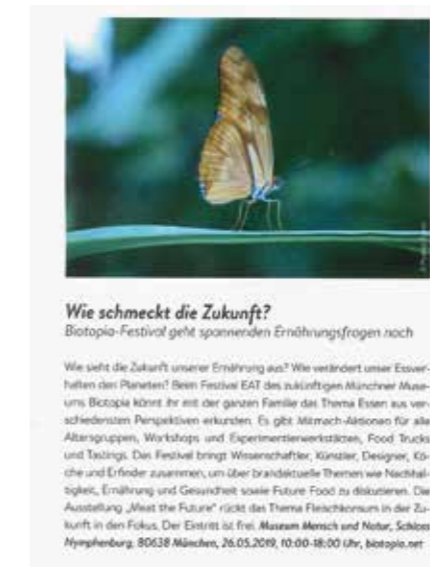 Wie schmeckt die Zukunft?
Biotopia-Festival geht spannenden Ernährungsfragen nach
Wie sieht die Zukunft unserer Ernährung aus? Wie verändert unser Essver-
halten den Planeten? Beim Festival EAT des zukünftigen Münchner Muse-
ums Biotopia könnt ihr mit der ganzen Familie das Thema Essen aus ver-
schiedensten Perspektiven erkunden. Es gibt Mitmach-Aktionen für alle
Altersgruppen, Workshops und Experimentierwerkstätten, Food Trucks
und Tastings. Das Festival bringt Wissenschaftler, Künstler, Designer, Kö-
che und Erfinder zusammen, um über brandaktuelle Themen wie Nachhal-
tigkeit, Ernährung und Gesundheit sowie Future Food zu diskutieren. Die
Ausstellung „Meat the Future“ rückt das Thema Fleischkonsum in der Zu-
kunft in den Fokus. Der Eintritt ist frei. Museum Mensch und Natur, Schloss
Nymphenburg, 80638 München, 26.05.2019, 10:00-18:00 Uhr, biotopia.net